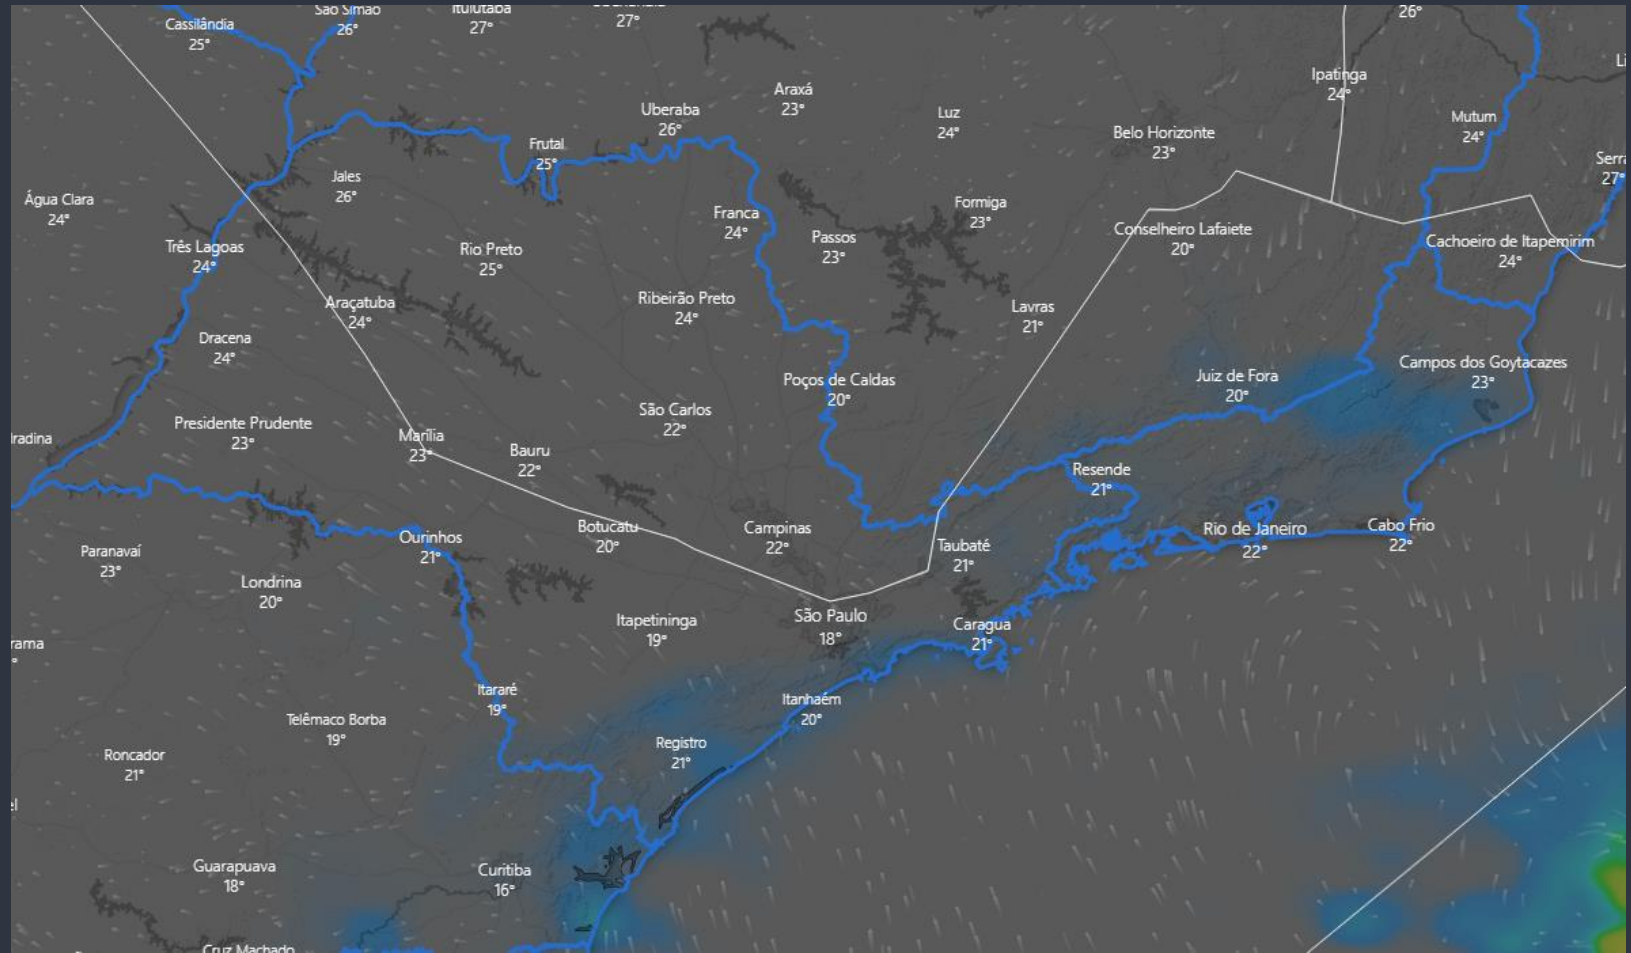 São Simão
26°
Ituiutaba
27°
27°
26°
Cassilândia
25°
Ipatinga
24°
Araxá
23°
Uberaba
26°
Luz
24°
Mutum
24°
Belo Horizonte
23°
Frutal
25°
Serra
27°
Jales
26°
Água Clara
24°
Formiga
23°
Franca
24°
Passos
23°
Conselheiro Lafaiete
20°
Cachoeiro de Itapemirim
24°
Três Lagoas
24°
Rio Preto
25°
Araçatuba
24°
Ribeirão Preto
24°
Lavras
21°
Dracena
24°
Campos dos Goytacazes
23°
Poços de Caldas
20°
Juiz de Fora
20°
São Carlos
22°
Presidente Prudente
23°
Marília
23°
radina
Bauru
22°
Resende
21°
Botucatu
20°
Campinas
22°
Rio de Janeiro
22°
Cabo Frio
22°
Ourinhos
21°
Taubaté
21°
Paranavaí
23°
Londrina
20°
Itapetininga
19°
São Paulo
18°
Caragua
21°
rama
Itararé
19°
Itanhaém
20°
Telêmaco Borba
19°
Registro
21°
Roncador
21°
Guarapuava
18°
Curitiba
16°
Cruz Machado